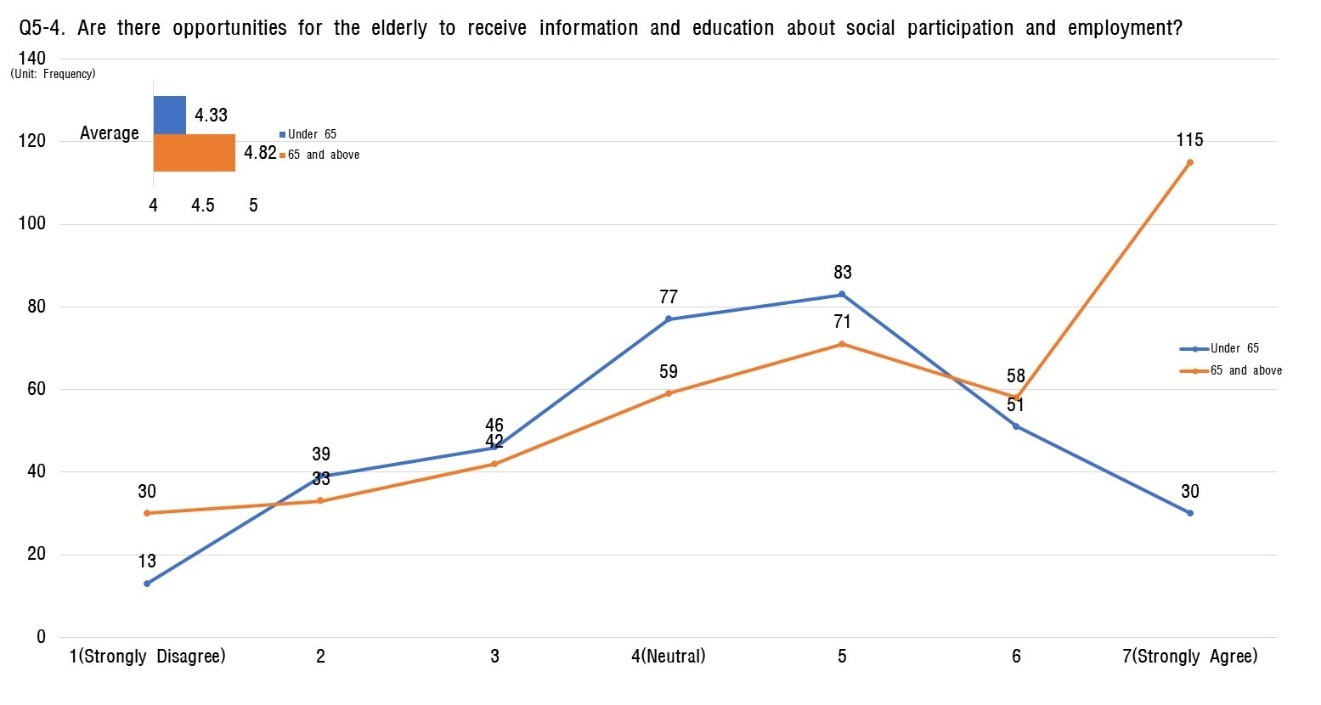 Q5-4. Are there opportunities for the elderly to receive information and education about social participation and employment?
140
(Unit: Frequency)
120
100
80
60
40
20
0
Average
4.33
4.82
Under 65
65 and above
4 4.5 5
30
13
39
33
46
42
77
59
83
71
58
51
115
30
Under 65
65 and above
1(Strongly Disagree) 2 3 4(Neutral) 5 6 7(Strongly Agree)